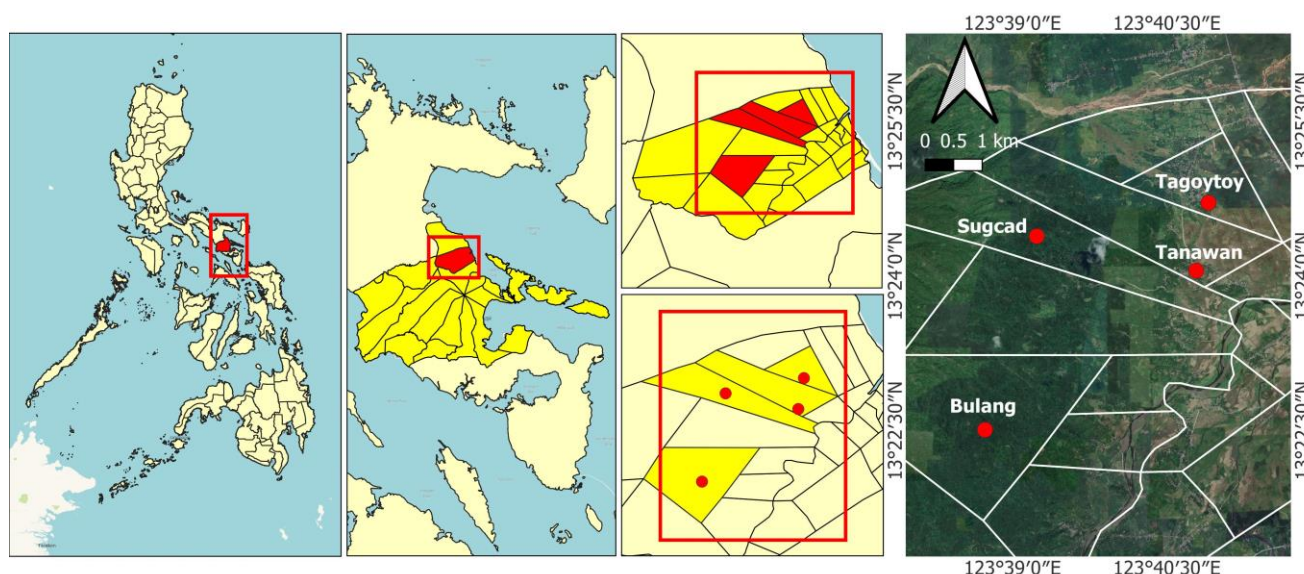 123°39′0″E 123°40′30″E
13°25′30″N
13°25′30″N
0 0.5 1 km
Tagoytoy
Sugcad
Tanawan
13°24′0″N
13°24′0″N
Bulang
13°22′30″N
13°22′30″N
123°39′0″E 123°40′30″E